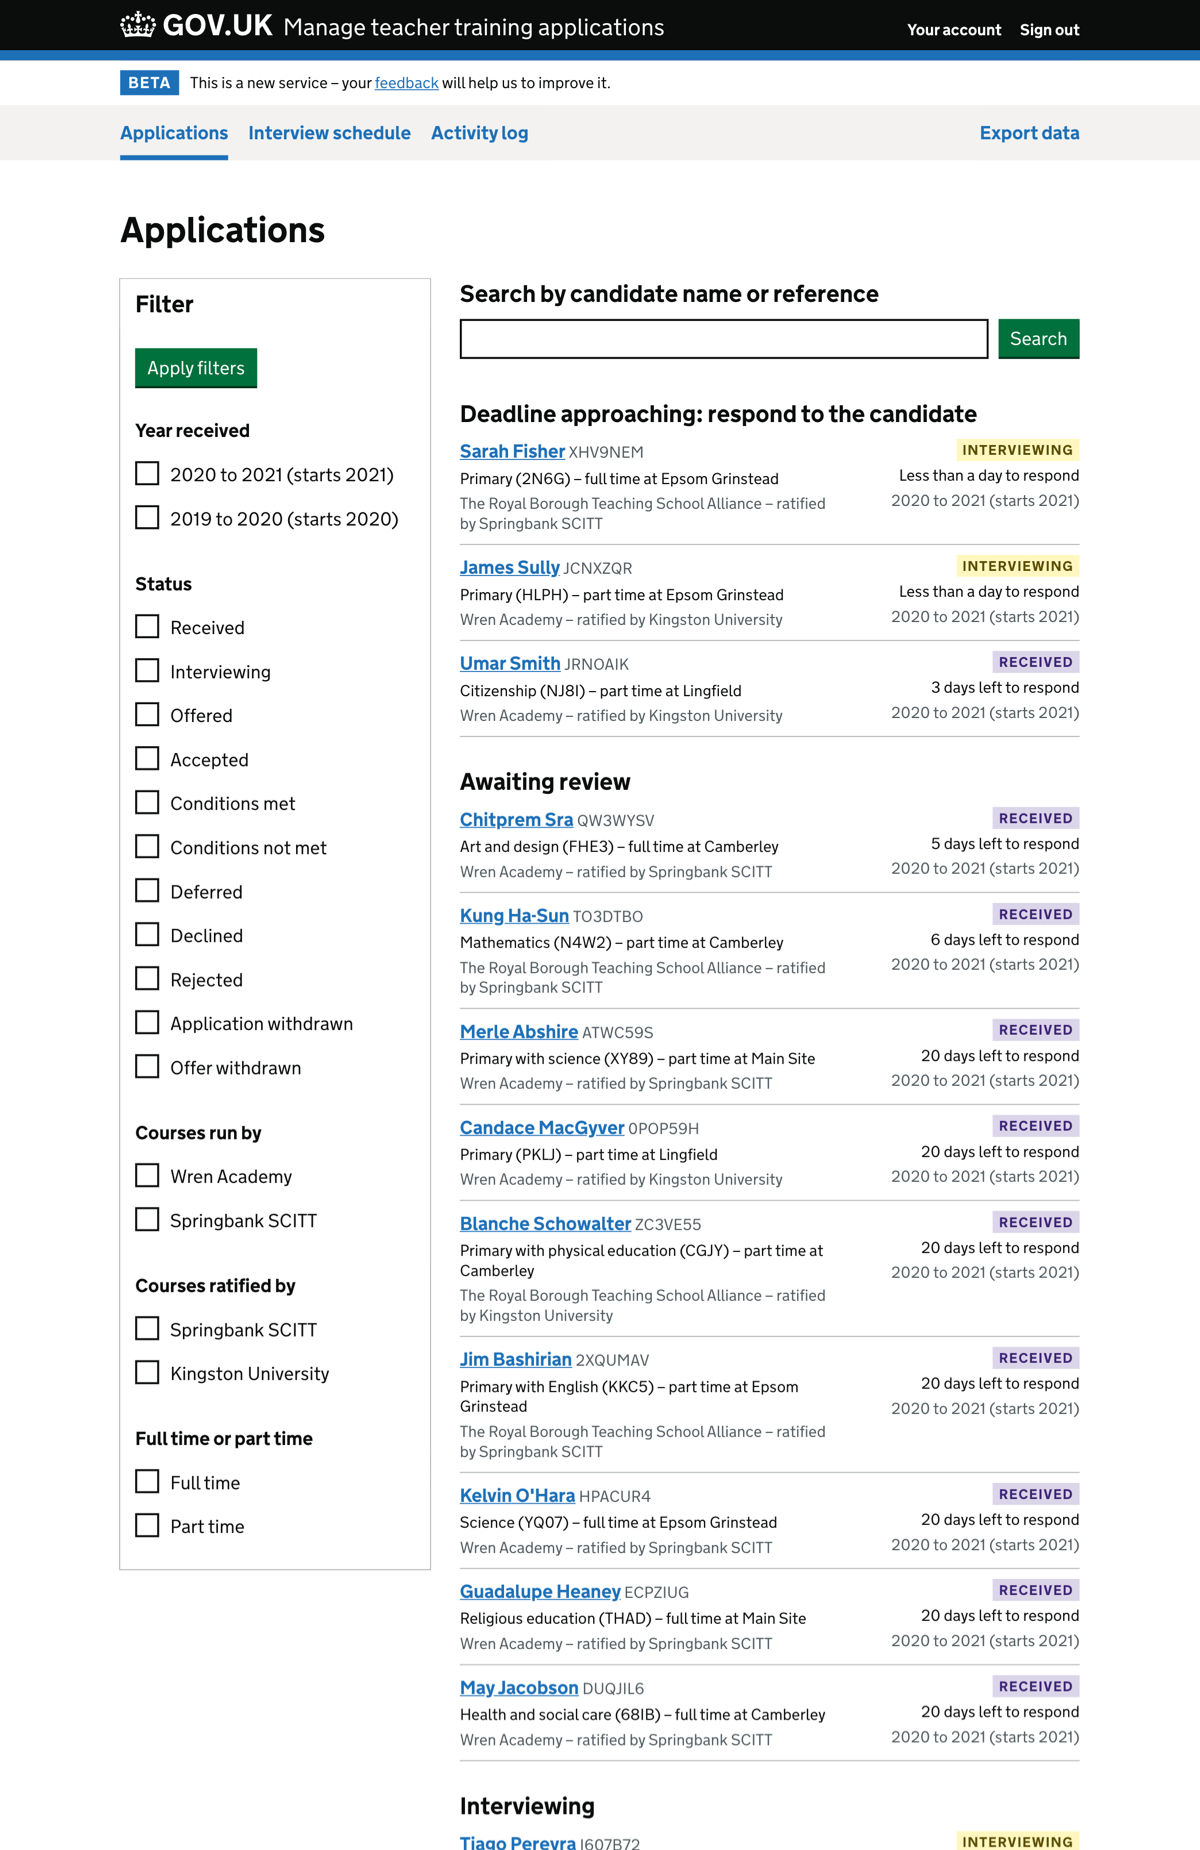 GOV.UK Manage teacher training applications
Your account Sign out
BETA This is a new service – your feedback will help us to improve it.
Applications Interview schedule Activity log Export data
Applications
Filter
Apply filters
Year received
2020 to 2021 (starts 2021)
2019 to 2020 (starts 2020)
Status
Received
Interviewing
Offered
Accepted
Conditions met
Conditions not met
Deferred
Declined
Rejected
Application withdrawn
Offer withdrawn
Courses run by
Wren Academy
Springbank SCITT
Courses ratified by
Springbank SCITT
Kingston University
Full time or part time
Full time
Part time
Search by candidate name or reference
Search
Deadline approaching: respond to the candidate
Sarah Fisher XHV9NEM
Primary (2N6G) – full time at Epsom Grinstead
The Royal Borough Teaching School Alliance – ratified
by Springbank SCITT
INTERVIEWING
Less than a day to respond
2020 to 2021 (starts 2021)
James Sully JCNXZQR
Primary (HLPH) – part time at Epsom Grinstead
Wren Academy – ratified by Kingston University
INTERVIEWING
Less than a day to respond
2020 to 2021 (starts 2021)
Umar Smith JRNOAIK
Citizenship (NJ8I) – part time at Lingfield
Wren Academy – ratified by Kingston University
RECEIVED
3 days left to respond
2020 to 2021 (starts 2021)
Awaiting review
Chitprem Sra QW3WYSV
Art and design (FHE3) – full time at Camberley
Wren Academy – ratified by Springbank SCITT
RECEIVED
5 days left to respond
2020 to 2021 (starts 2021)
Kung Ha-Sun TO3DTBO
Mathematics (N4W2) – part time at Camberley
The Royal Borough Teaching School Alliance – ratified
by Springbank SCITT
RECEIVED
6 days left to respond
2020 to 2021 (starts 2021)
Merle Abshire ATWC59S
Primary with science (XY89) – part time at Main Site
Wren Academy – ratified by Springbank SCITT
RECEIVED
20 days left to respond
2020 to 2021 (starts 2021)
Candace MacGyver 0POP59H
Primary (PKLJ) – part time at Lingfield
Wren Academy – ratified by Kingston University
RECEIVED
20 days left to respond
2020 to 2021 (starts 2021)
Blanche Schowalter ZC3VE55
Primary with physical education (CGJY) – part time at
Camberley
The Royal Borough Teaching School Alliance – ratified
by Kingston University
RECEIVED
20 days left to respond
2020 to 2021 (starts 2021)
Jim Bashirian 2XQUMAV
Primary with English (KKC5) – part time at Epsom
Grinstead
The Royal Borough Teaching School Alliance – ratified
by Springbank SCITT
RECEIVED
20 days left to respond
2020 to 2021 (starts 2021)
Kelvin O'Hara HPACUR4
Science (YQ07) – full time at Epsom Grinstead
Wren Academy – ratified by Springbank SCITT
RECEIVED
20 days left to respond
2020 to 2021 (starts 2021)
Guadalupe Heaney ECPZIUG
Religious education (THAD) – full time at Main Site
Wren Academy – ratified by Springbank SCITT
RECEIVED
20 days left to respond
2020 to 2021 (starts 2021)
May Jacobson DUQJIL6
Health and social care (68IB) – full time at Camberley
Wren Academy – ratified by Springbank SCITT
RECEIVED
20 days left to respond
2020 to 2021 (starts 2021)
Interviewing
Tiago Pereyra I607B72
INTERVIEWING